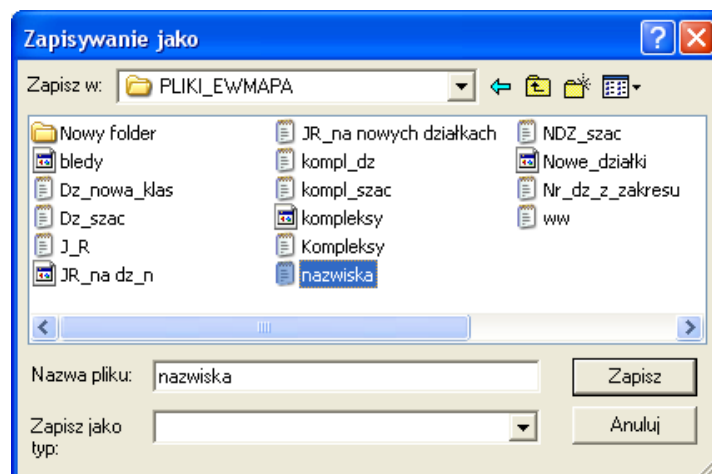 Zapisywanie jako
Zapisz w: PLIKI_EWMAPA
Nowy folder
bledy
Dz_nowa_klas
Dz_szac
J_R
JR_na dz_n
JR_na nowych działkach
kompl_dz
kompl_szac
kompleksy
Kompleksy
nazwiska
NDZ_szac
Nowe_działki
Nr_dz_z_zakresu
ww
Nazwa pliku: nazwiska
Zapisz
Zapisz jako
typ:
Anuluj